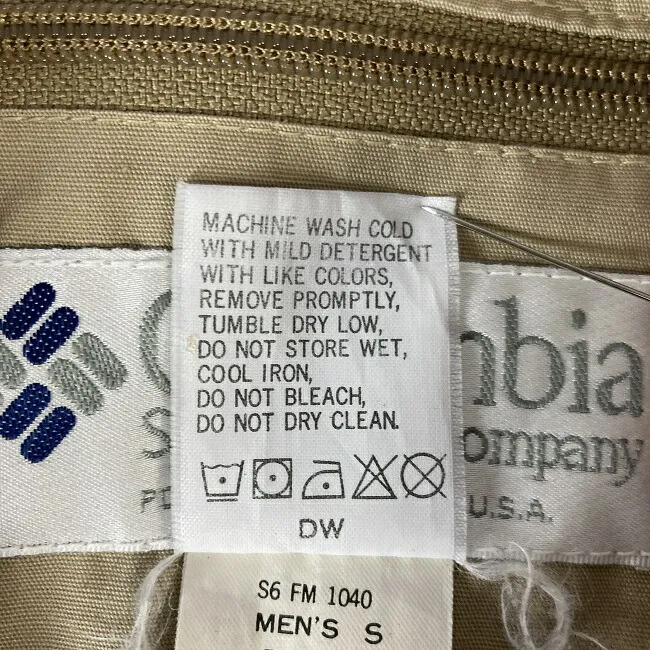 MACHINE WASH COLD
WITH MILD DETERGENT
WITH LIKE COLORS,
REMOVE PROMPTLY,
TUMBLE DRY LOW,
DO NOT STORE WET,
COOL IRON,
DO NOT BLEACH,
DO NOT DRY CLEAN.
DW
mbia
ompany
U.S.A.
S6 FM 1040
MEN'S S